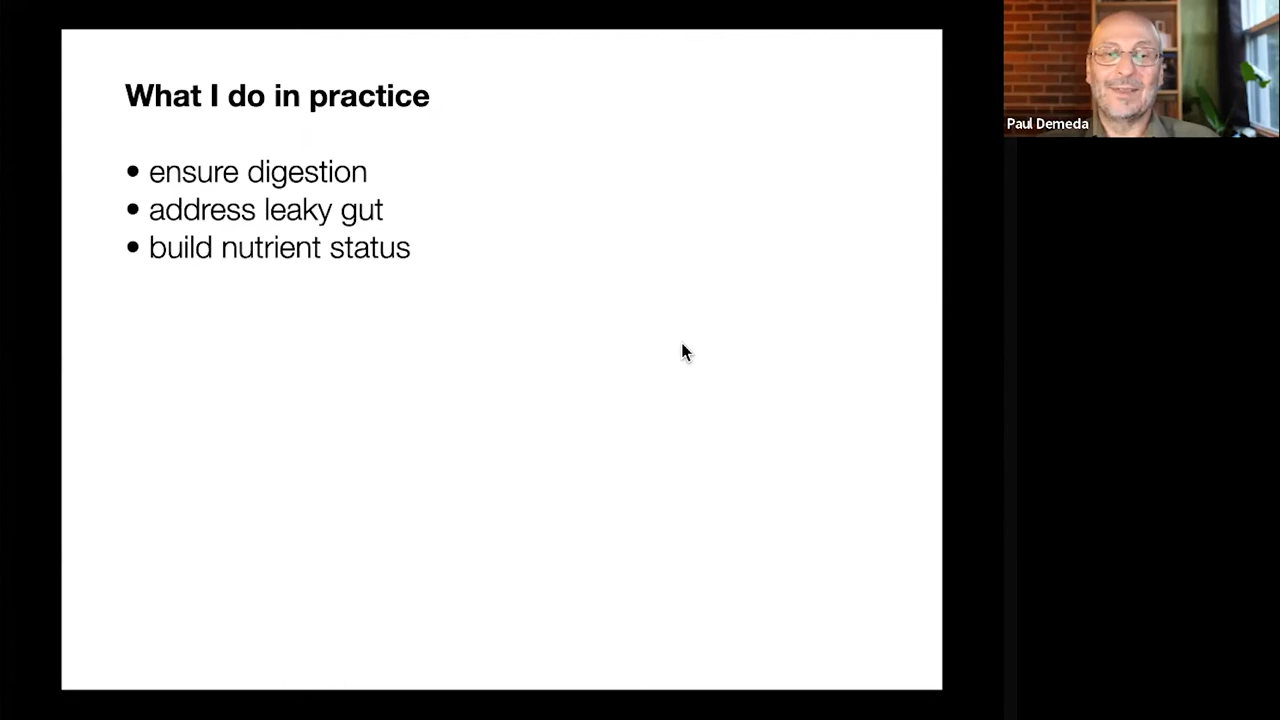 What I do in practice
• ensure digestion
• address leaky gut
• build nutrient status
Paul Demeda